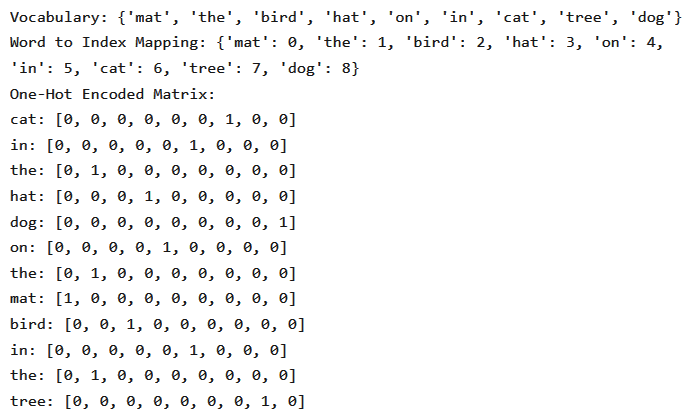 Vocabulary: {'mat', 'the', 'bird', 'hat', 'on', 'in', 'cat', 'tree', 'dog'}
Word to Index Mapping: {'mat': 0, 'the': 1, 'bird': 2, 'hat': 3, 'on': 4,
'in': 5, 'cat': 6, 'tree': 7, 'dog': 8}
One-Hot Encoded Matrix:
cat: [0, 0, 0, 0, 0, 0, 1, 0, 0]
in: [0, 0, 0, 0, 0, 1, 0, 0, 0]
the: [0, 1, 0, 0, 0, 0, 0, 0, 0]
hat: [0, 0, 0, 1, 0, 0, 0, 0, 0]
dog: [0, 0, 0, 0, 0, 0, 0, 0, 1]
on: [0, 0, 0, 0, 1, 0, 0, 0, 0]
the: [0, 1, 0, 0, 0, 0, 0, 0, 0]
mat: [1, 0, 0, 0, 0, 0, 0, 0, 0]
bird: [0, 0, 1, 0, 0, 0, 0, 0, 0]
in: [0, 0, 0, 0, 0, 1, 0, 0, 0]
the: [0, 1, 0, 0, 0, 0, 0, 0, 0]
tree: [0, 0, 0, 0, 0, 0, 0, 1, 0]